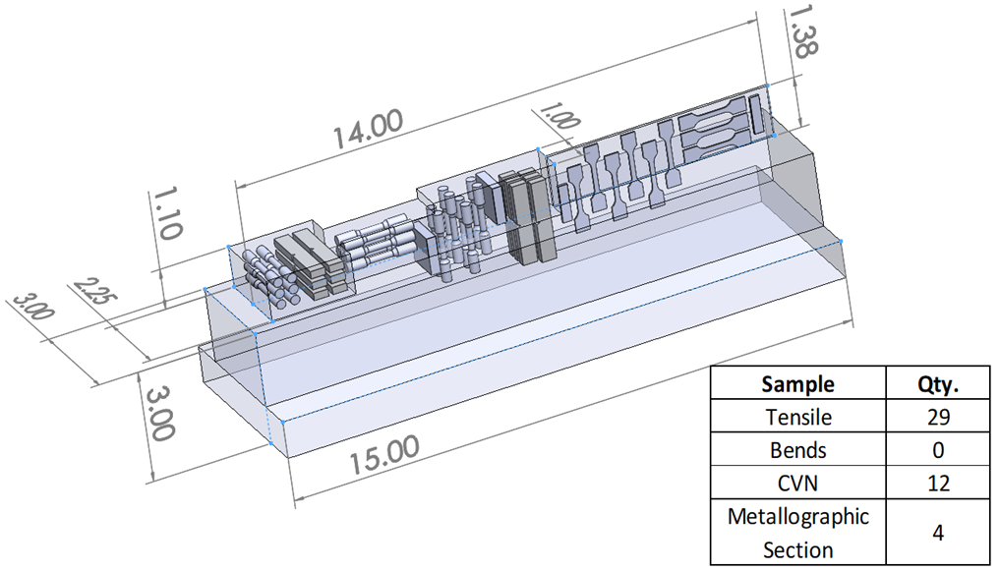 1.38
14.00
1.00
1.10
2.25
3.00
3.00
15.00
Sample Qty.
Tensile 29
Bends 0
CVN 12
Metallographic
Section 4